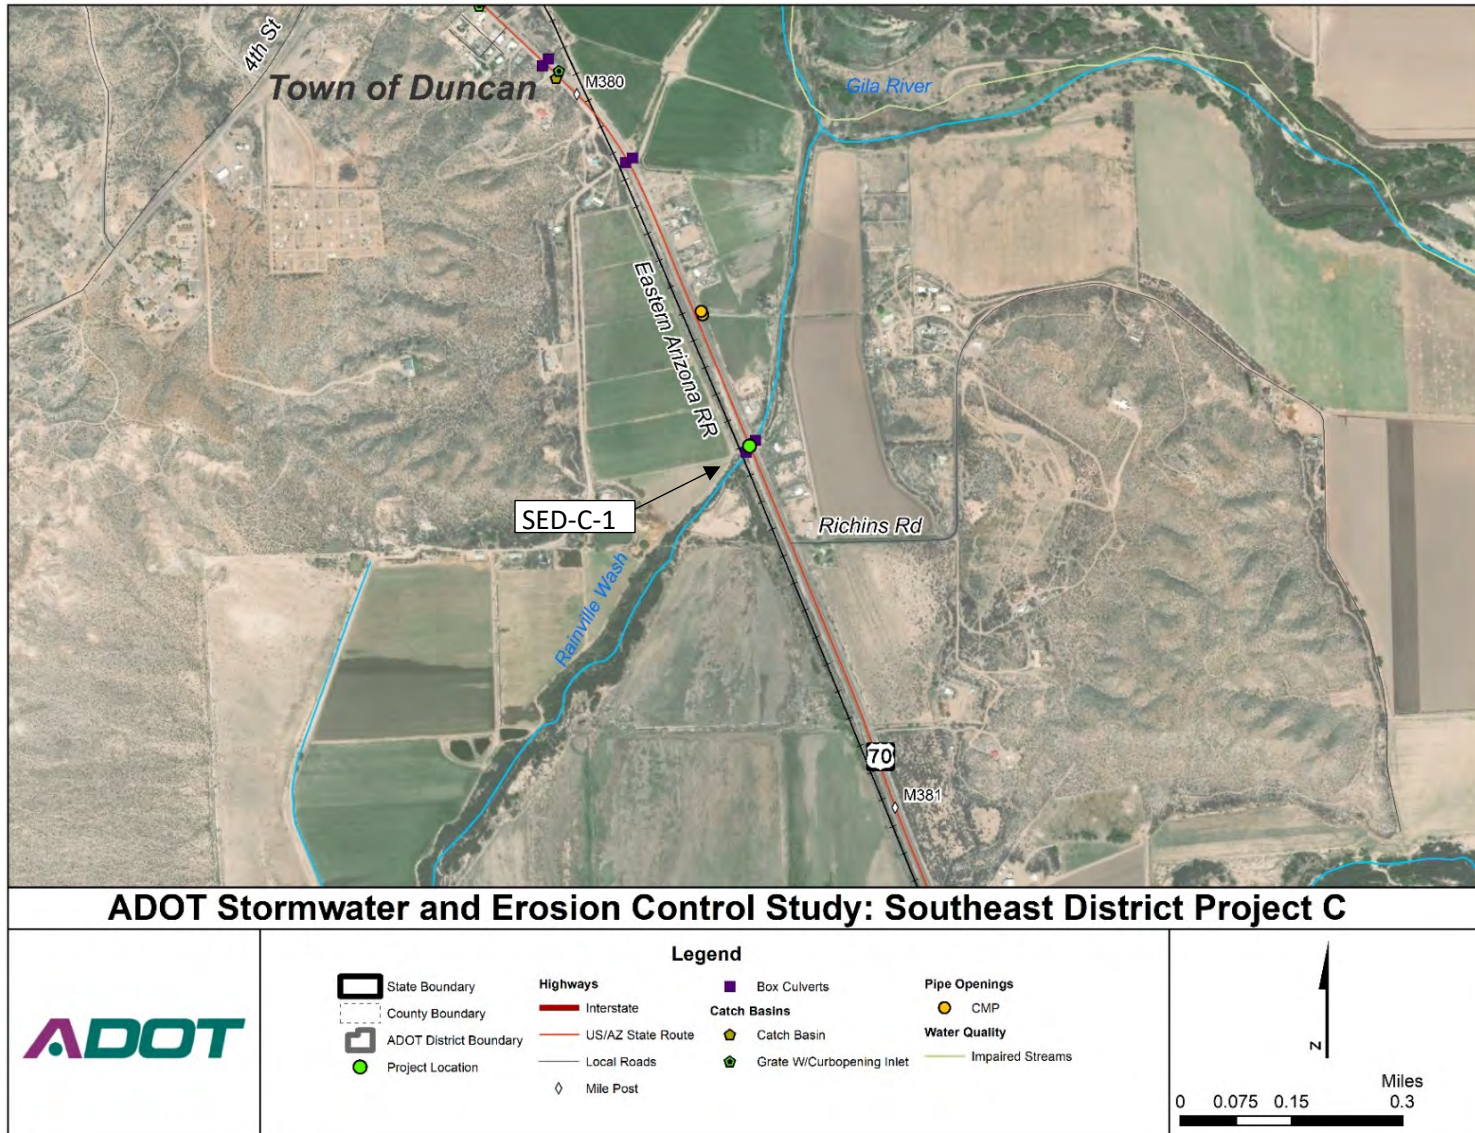 4th St
Town of Duncan
M380
Gila River
Eastern Arizona RR
SED-C-1
Richins Rd
Rainville Wash
70
M381
ADOT Stormwater and Erosion Control Study: Southeast District Project C
ADOT
Legend
State Boundary
County Boundary
ADOT District Boundary
Project Location
Highways
Interstate
US/AZ State Route
Local Roads
Mile Post
Box Culverts
Catch Basins
Catch Basin
Grate W/Curbopening Inlet
Pipe Openings
CMP
Water Quality
Impaired Streams
N
Miles
0 0.075 0.15 0.3